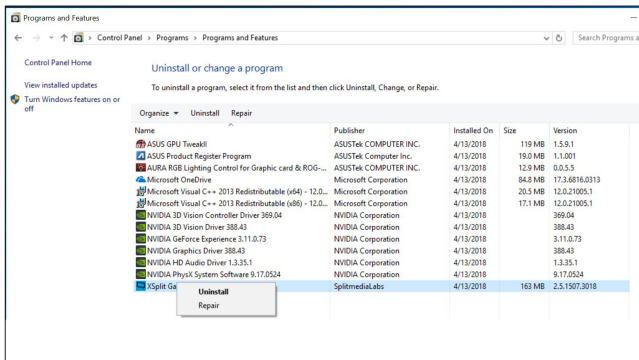 Programs and Features
Control Panel > Programs > Programs and Features
Search Programs a
Control Panel Home
View installed updates
Turn Windows features on or
off
Uninstall or change a program
To uninstall a program, select it from the list and then click Uninstall, Change, or Repair.
Organize Uninstall Repair
Name Publisher Installed On Size Version
ASUS GPU TweakII ASUSTek COMPUTER INC. 4/13/2018 119 MB 1.5.9.1
ASUS Product Register Program ASUSTek Computer Inc. 4/13/2018 19.0 MB 1.1.001
AURA RGB Lighting Control for Graphic card & ROG-... ASUSTek COMPUTER INC. 4/13/2018 12.9 MB 0.0.5.5
Microsoft OneDrive Microsoft Corporation 4/13/2018 84.8 MB 17.3.6816.0313
Microsoft Visual C++ 2013 Redistributable (x64) - 12.0... Microsoft Corporation 4/13/2018 20.5 MB 12.0.21005.1
Microsoft Visual C++ 2013 Redistributable (x86) - 12.0... Microsoft Corporation 4/13/2018 17.1 MB 12.0.21005.1
NVIDIA 3D Vision Controller Driver 369.04 NVIDIA Corporation 4/13/2018 369.04
NVIDIA 3D Vision Driver 388.43 NVIDIA Corporation 4/13/2018 388.43
NVIDIA GeForce Experience 3.11.0.73 NVIDIA Corporation 4/13/2018 3.11.0.73
NVIDIA Graphics Driver 388.43 NVIDIA Corporation 4/13/2018 388.43
NVIDIA HD Audio Driver 1.3.35.1 NVIDIA Corporation 4/13/2018 1.3.35.1
NVIDIA PhysX System Software 9.17.0524 NVIDIA Corporation 4/13/2018 9.17.0524
XSplit Ga SplitmediaLabs 4/13/2018 163 MB 2.5.1507.3018
Uninstall
Repair